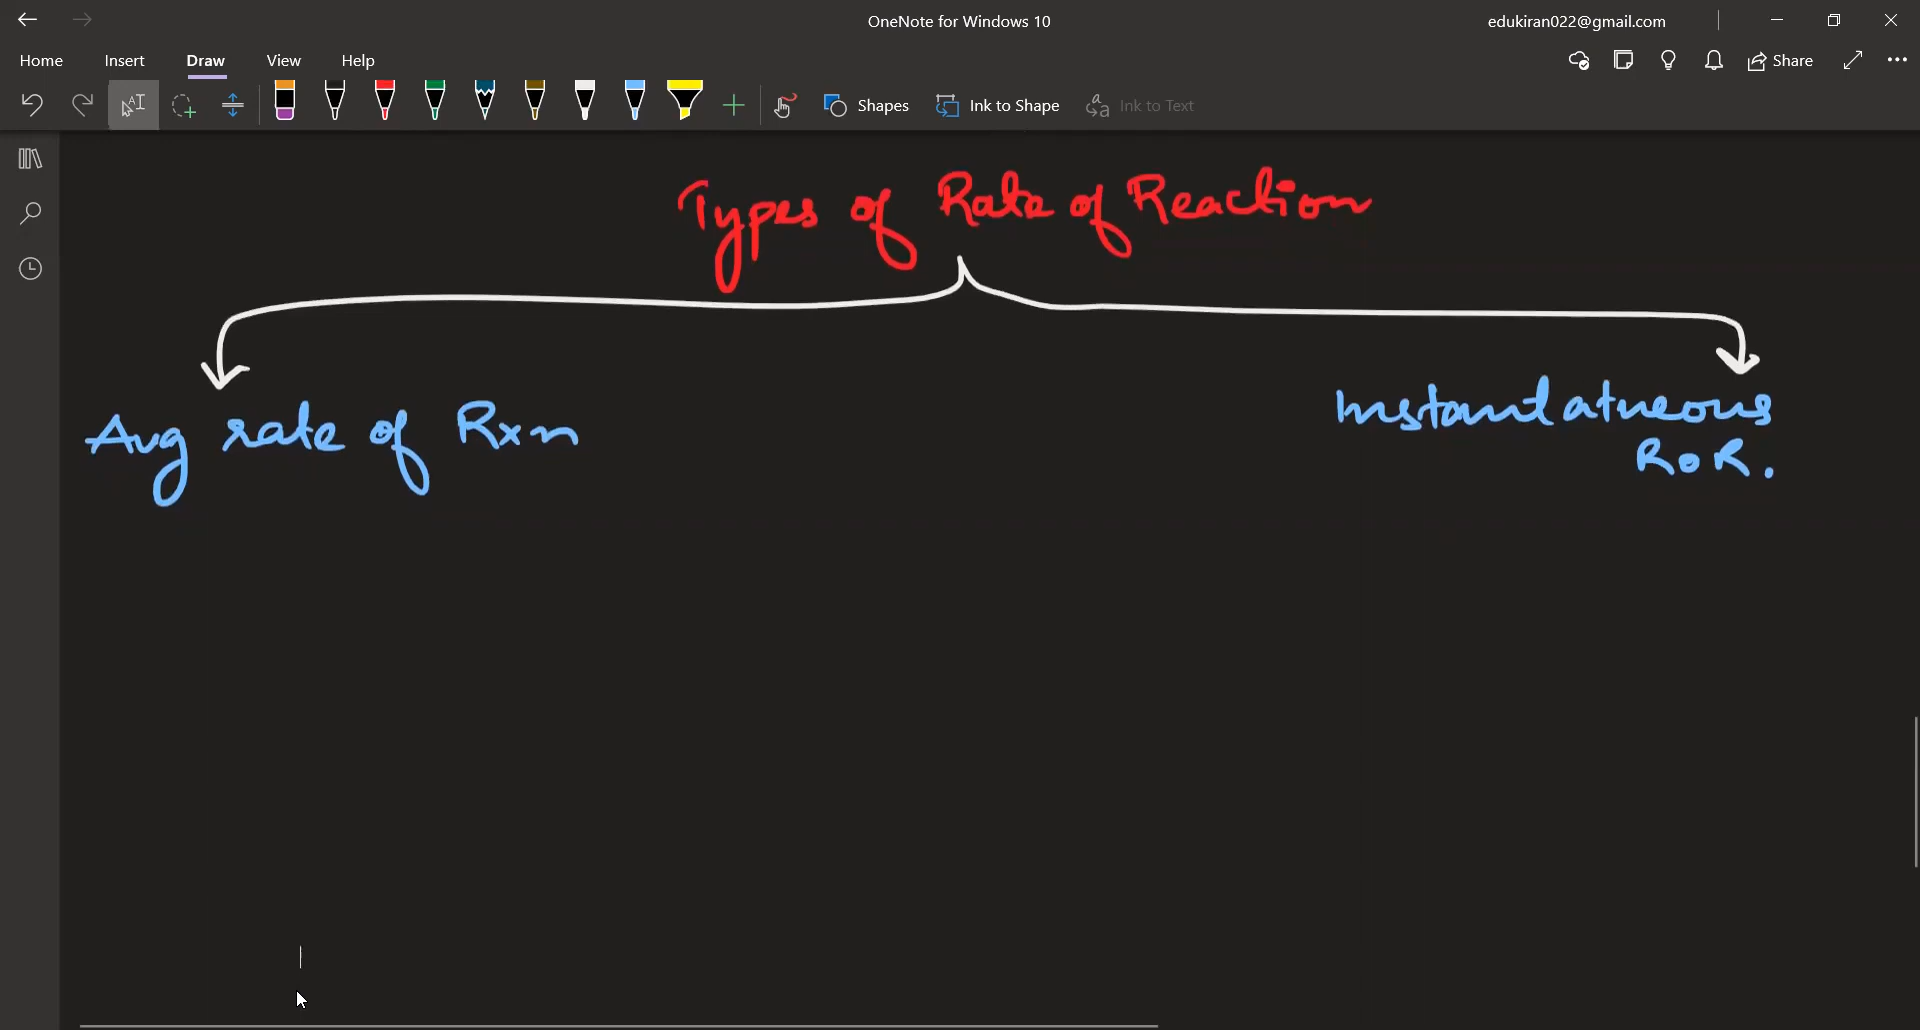 OneNote for Windows 10
edukiran022@gmail.com
Home Insert Draw View Help
Share
Shapes Ink to Shape Ink to Text
Types of Rate of Reaction
Avg rate of Rxn
Instantatneous
RoR.